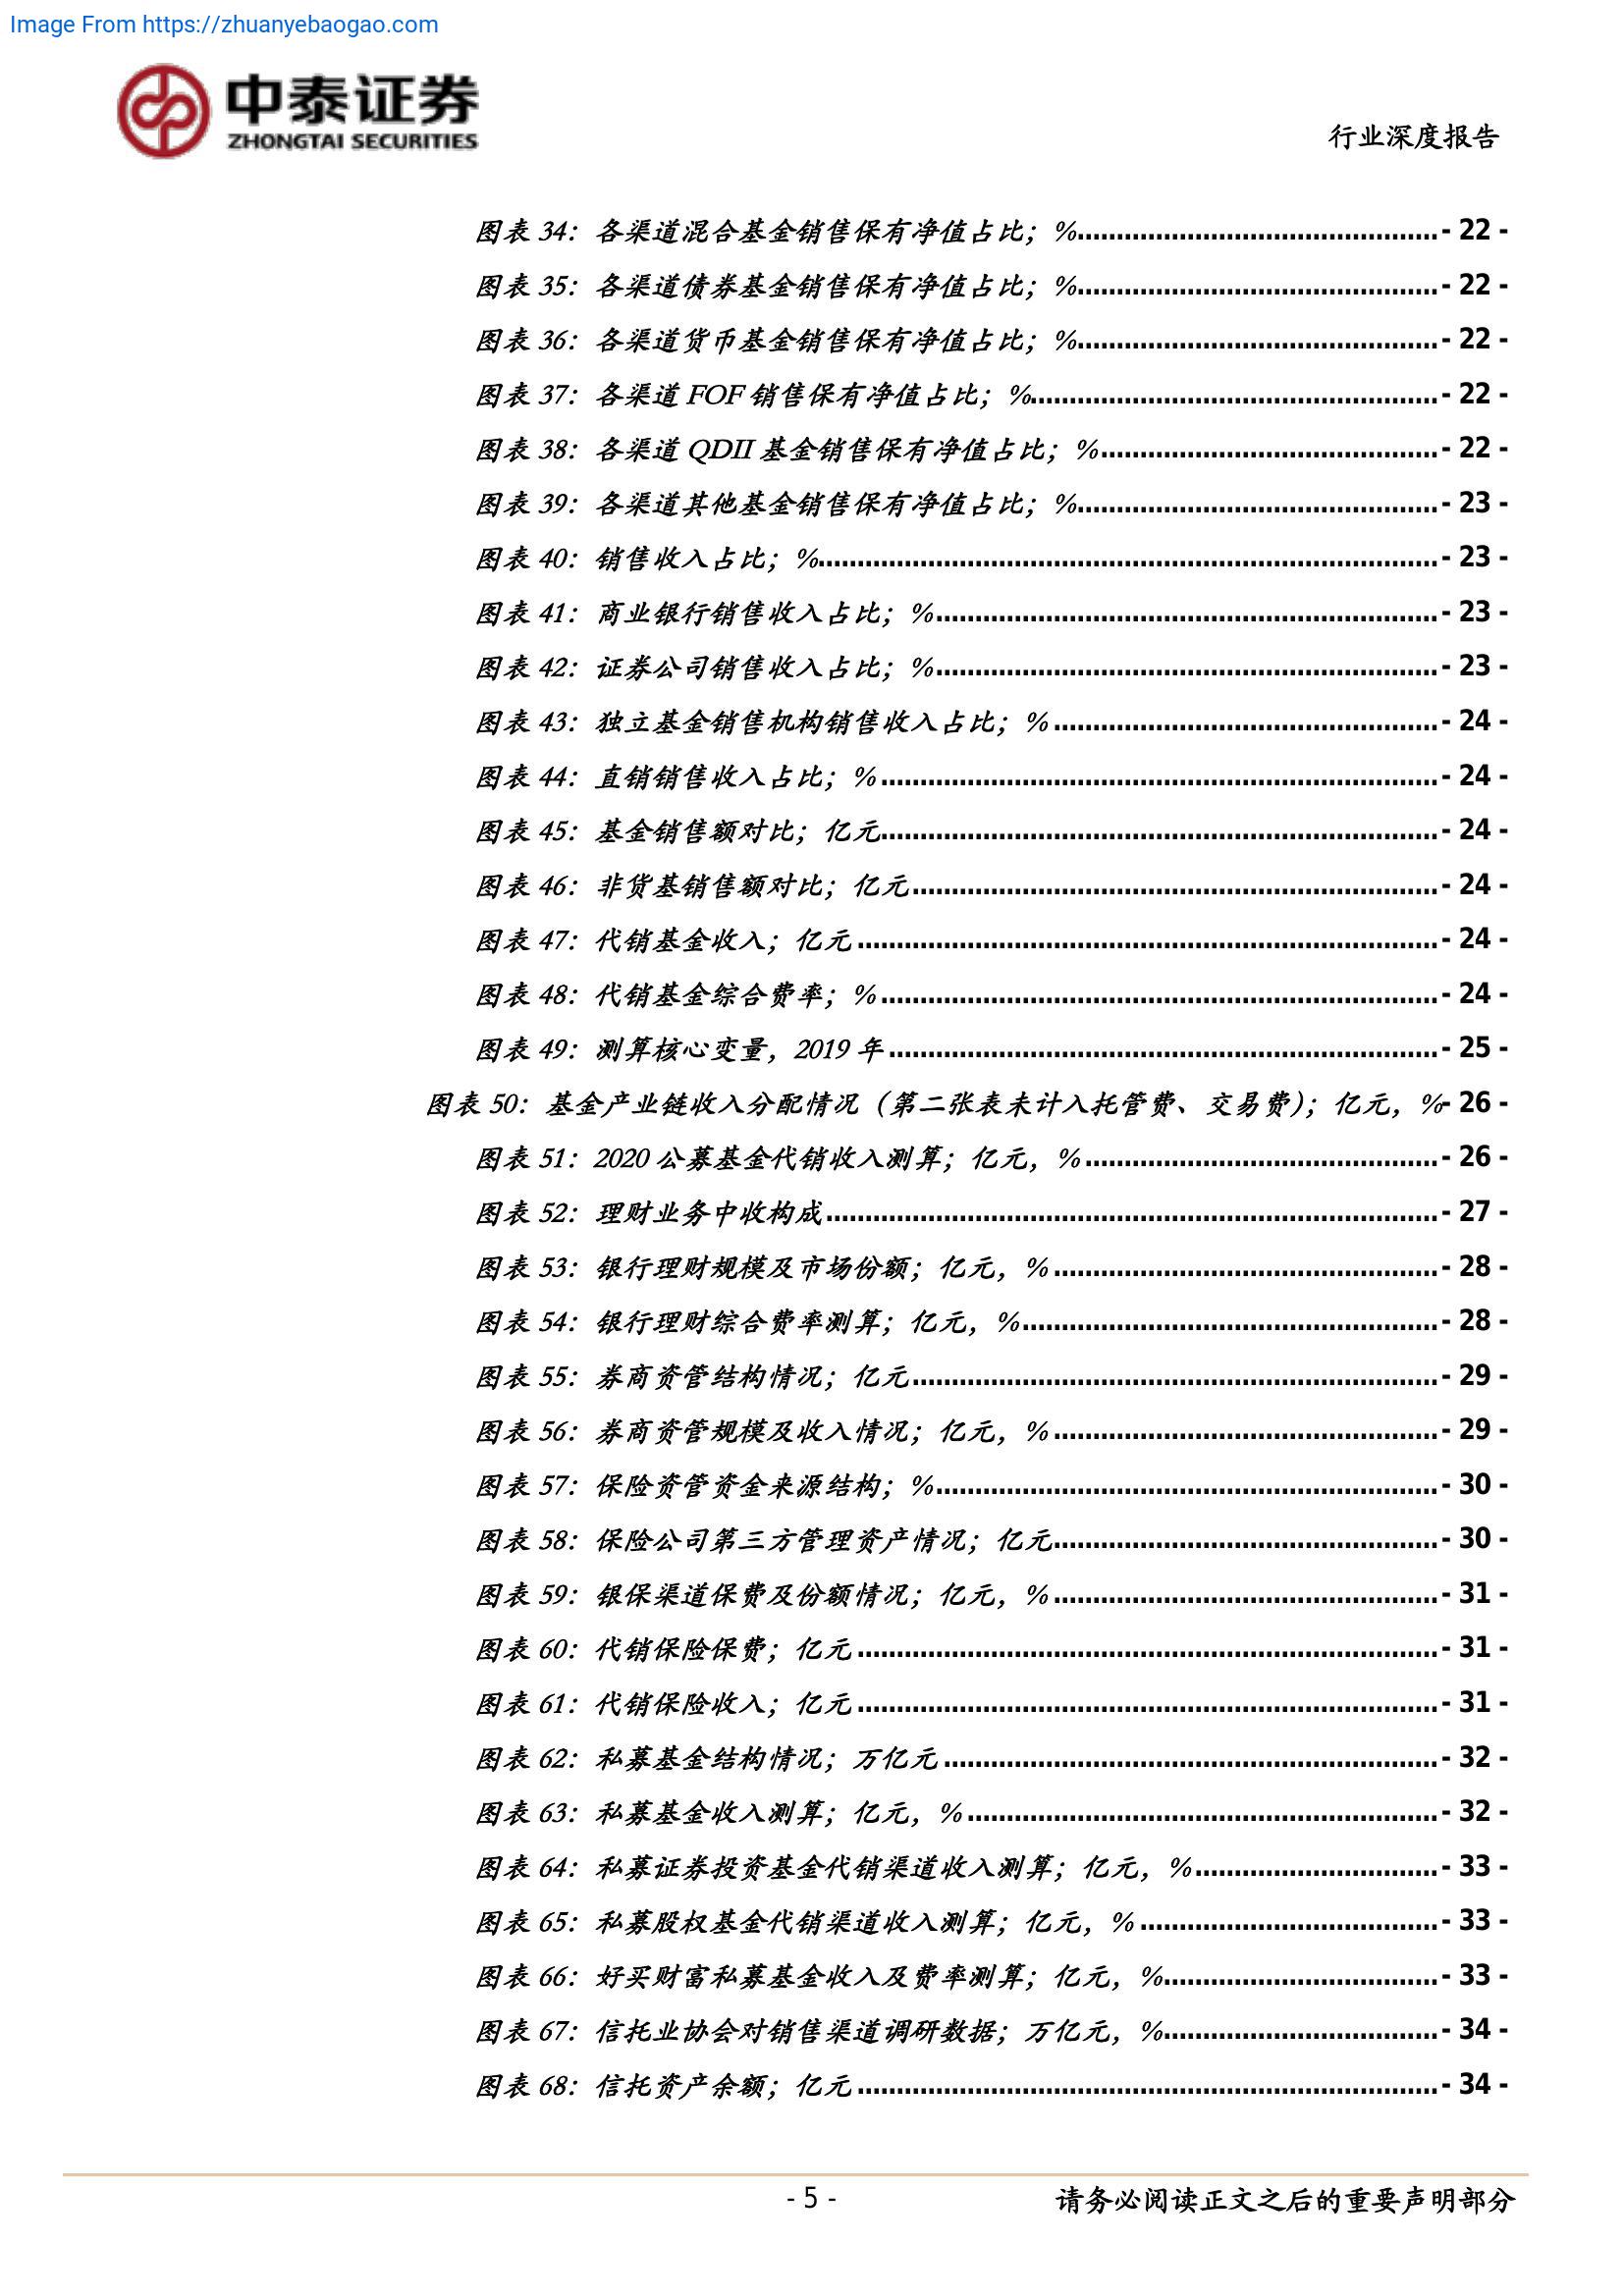 Image From https://zhuanyebaogao.com
中泰证券
ZHONGTAI SECURITIES
行业深度报告
图表 34：各渠道混合基金销售保有净值占比；%.............................................- 22 -
图表 35：各渠道债券基金销售保有净值占比；%.............................................- 22 -
图表 36：各渠道货币基金销售保有净值占比；%.............................................- 22 -
图表 37：各渠道 FOF 销售保有净值占比；%...................................................- 22 -
图表 38：各渠道 QDII 基金销售保有净值占比；%..........................................- 22 -
图表 39：各渠道其他基金销售保有净值占比；%.............................................- 23 -
图表 40：销售收入占比；%..............................................................................- 23 -
图表 41：商业银行销售收入占比；%...............................................................- 23 -
图表 42：证券公司销售收入占比；%...............................................................- 23 -
图表 43：独立基金销售机构销售收入占比；%................................................- 24 -
图表 44：直销销售收入占比；%......................................................................- 24 -
图表 45：基金销售额对比；亿元......................................................................- 24 -
图表 46：非货基销售额对比；亿元..................................................................- 24 -
图表 47：代销基金收入；亿元.........................................................................- 24 -
图表 48：代销基金综合费率；%......................................................................- 24 -
图表 49：测算核心变量，2019 年.....................................................................- 25 -
图表 50：基金产业链收入分配情况（第二张表未计入托管费、交易费）；亿元，%- 26 -
图表 51：2020 公募基金代销收入测算；亿元，%............................................- 26 -
图表 52：理财业务中收构成.............................................................................- 27 -
图表 53：银行理财规模及市场份额；亿元，%................................................- 28 -
图表 54：银行理财综合费率测算；亿元，%....................................................- 28 -
图表 55：券商资管结构情况；亿元..................................................................- 29 -
图表 56：券商资管规模及收入情况；亿元，%................................................- 29 -
图表 57：保险资管资金来源结构；%...............................................................- 30 -
图表 58：保险公司第三方管理资产情况；亿元................................................- 30 -
图表 59：银保渠道保费及份额情况；亿元，%................................................- 31 -
图表 60：代销保险保费；亿元.........................................................................- 31 -
图表 61：代销保险收入；亿元.........................................................................- 31 -
图表 62：私募基金结构情况；万亿元..............................................................- 32 -
图表 63：私募基金收入测算；亿元，%...........................................................- 32 -
图表 64：私募证券投资基金代销渠道收入测算；亿元，%..............................- 33 -
图表 65：私募股权基金代销渠道收入测算；亿元，%.....................................- 33 -
图表 66：好买财富私募基金收入及费率测算；亿元，%..................................- 33 -
图表 67：信托业协会对销售渠道调研数据；万亿元，%..................................- 34 -
图表 68：信托资产余额；亿元.........................................................................- 34 -
- 5 -
请务必阅读正文之后的重要声明部分